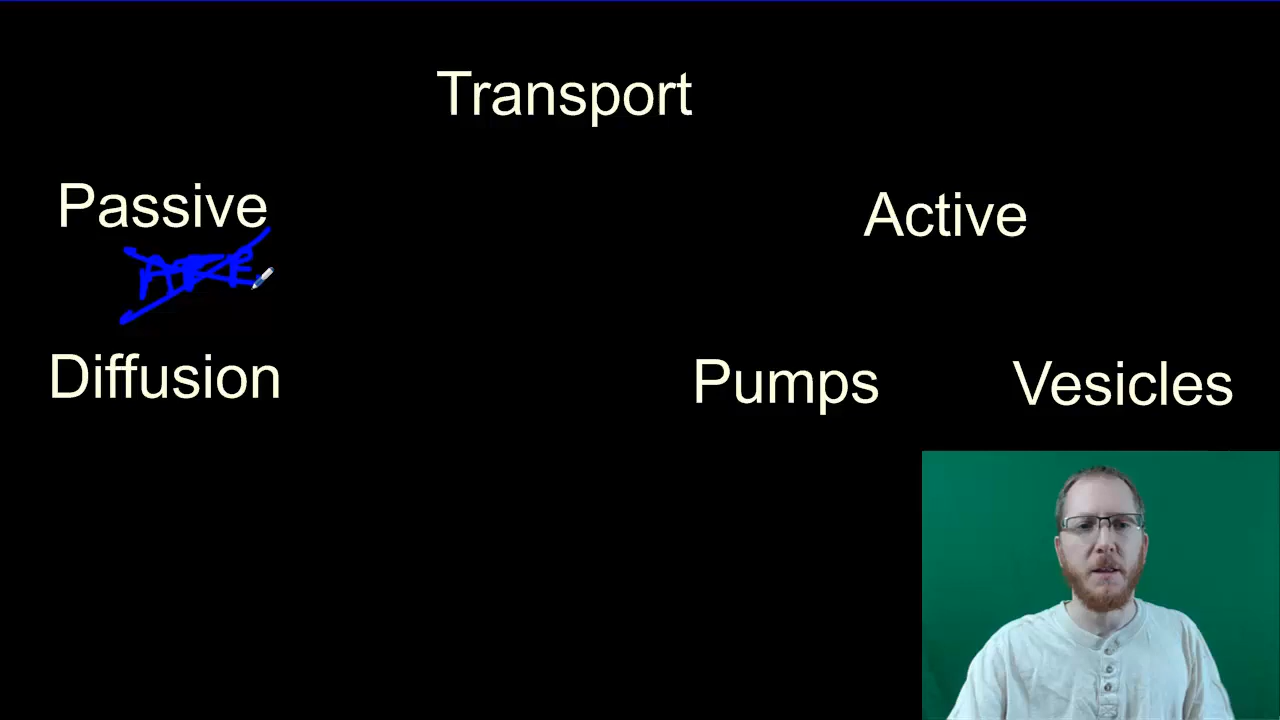 Transport
Passive
Active
Diffusion
Pumps
Vesicles